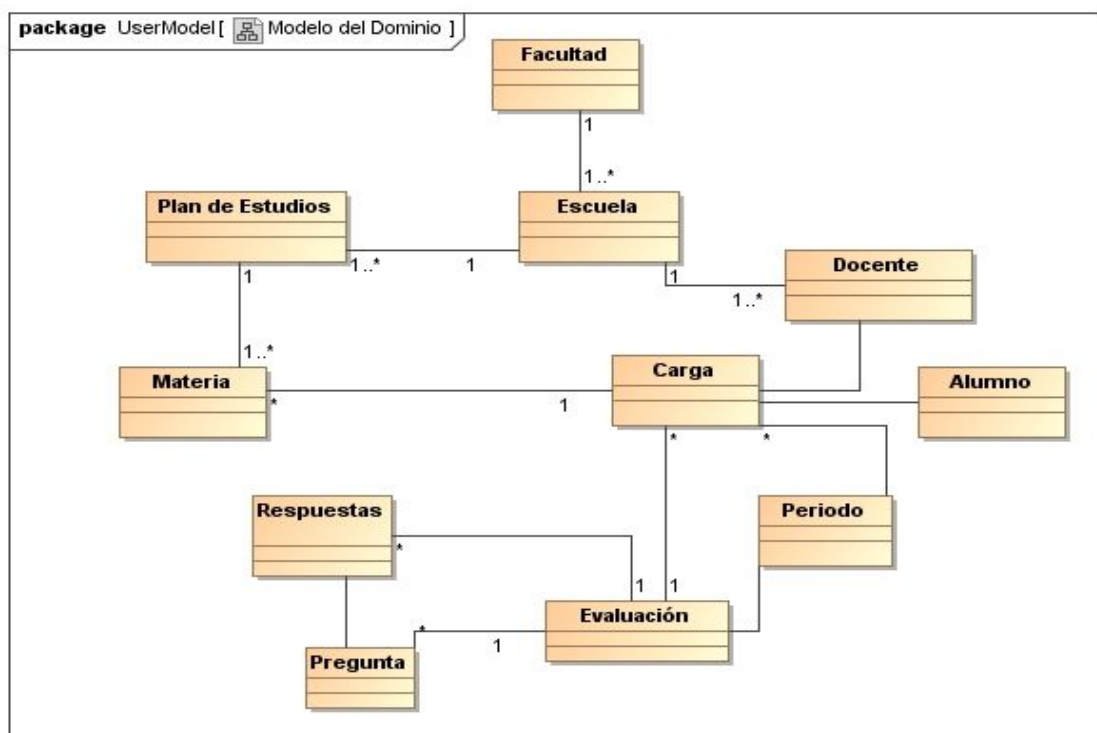 package UserModel [ Modelo del Dominio ]
Facultad
1
1..*
Plan de Estudios
Escuela
1..*
1
1
1
1..*
Docente
1..*
Materia
Carga
Alumno
*
1
*
*
Respuestas
Periodo
*
1
1
Evaluación
*
1
Pregunta